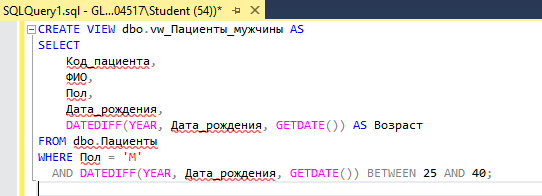 SQLQuery1.sql - GL...04517\Student (54))*
CREATE VIEW dbo.vw_Пациенты_мужчины AS
SELECT
Код_пациента,
ФИО,
Пол,
Дата_рождения,
DATEDIFF(YEAR, Дата_рождения, GETDATE()) AS Возраст
FROM dbo.Пациенты
WHERE Пол = 'М'
AND DATEDIFF(YEAR, Дата_рождения, GETDATE()) BETWEEN 25 AND 40;